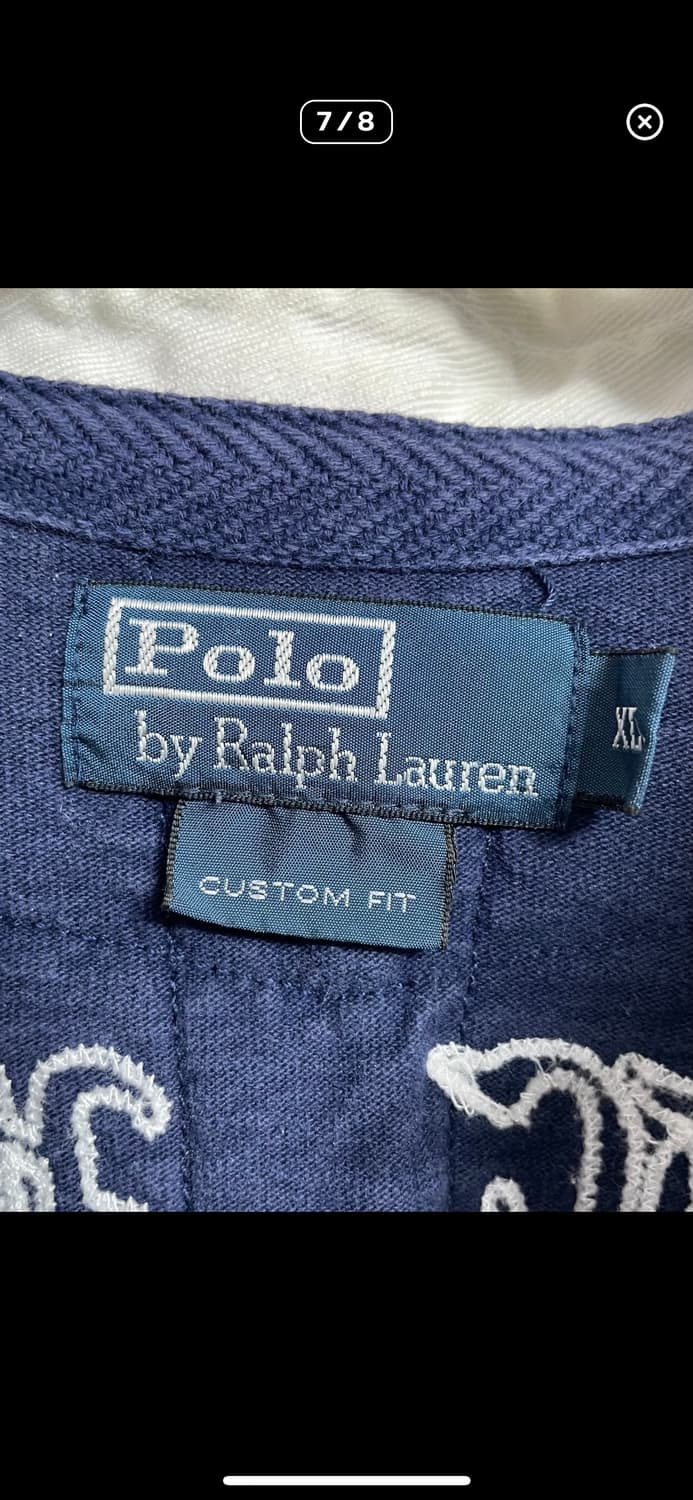 7/8
Polo
by Ralph Lauren
XL
CUSTOM FIT